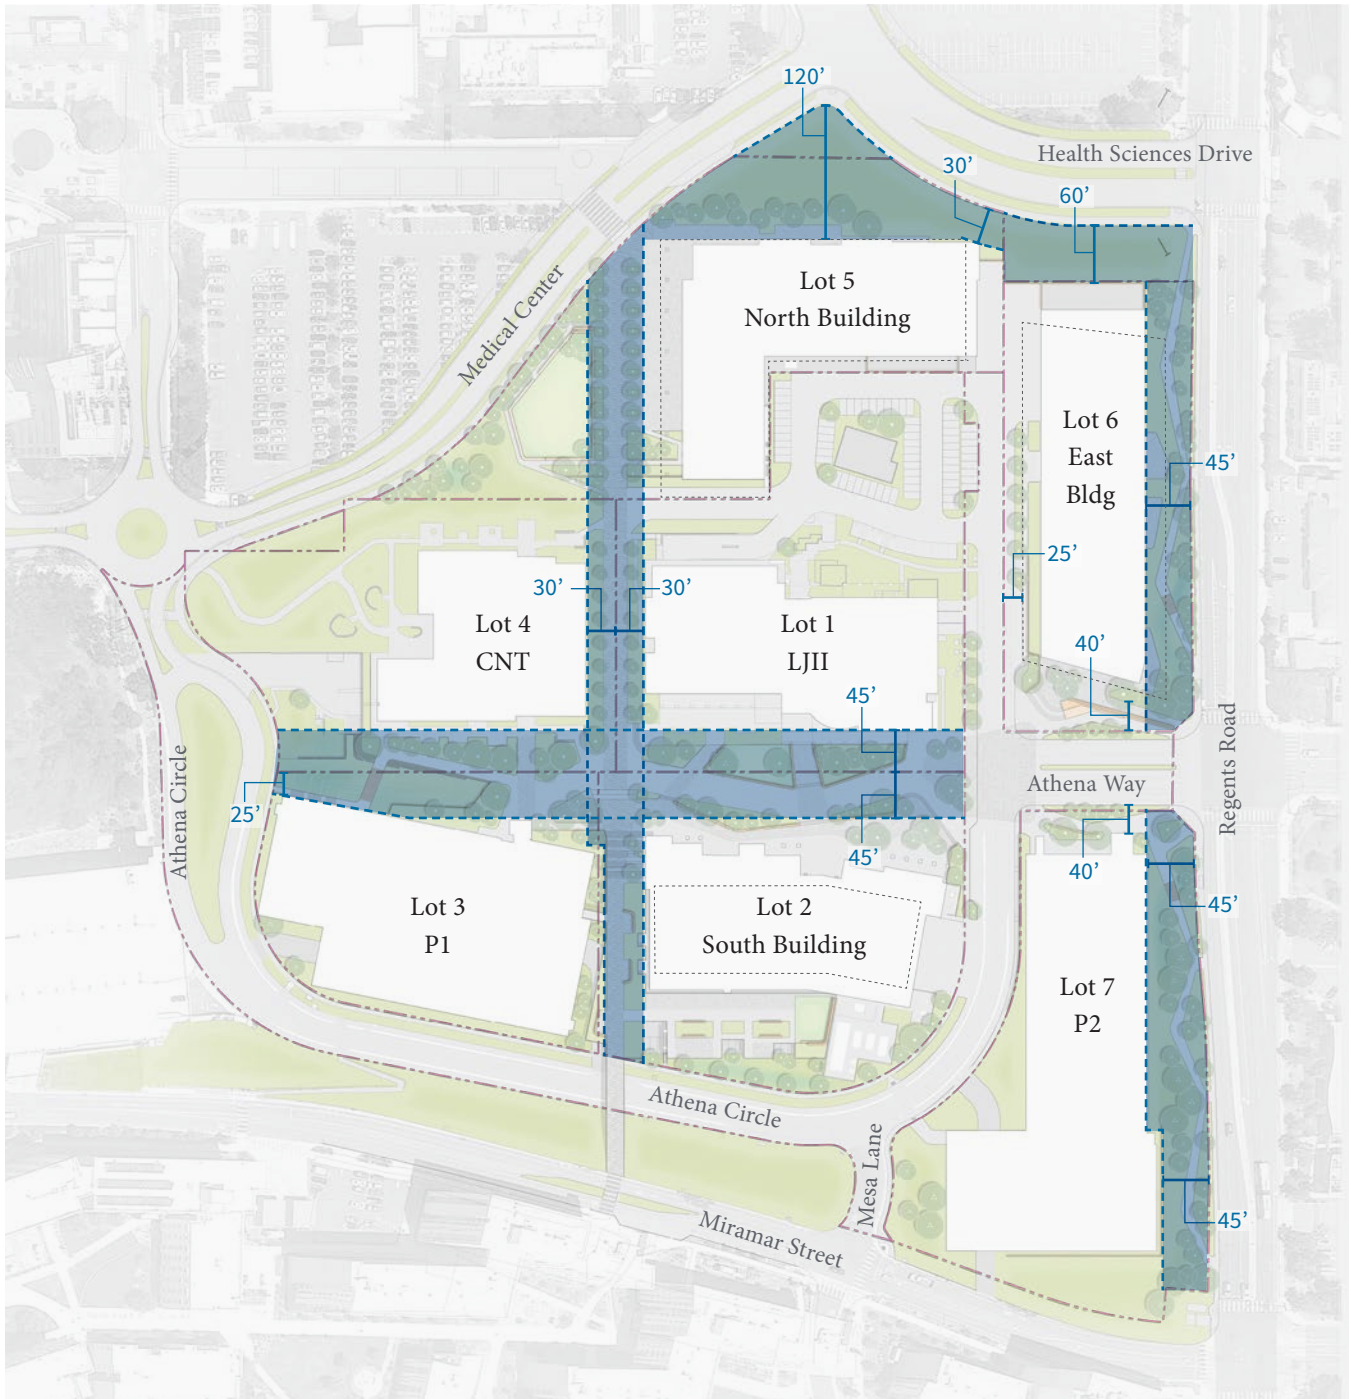 120’
Health Sciences Drive
30’
60’
Lot 5
North Building
Medical Center
Lot 6
East
Bldg
45’
25’
30’
30’
Lot 4
CNT
Lot 1
LJII
40’
45’
Regents Road
Athena Circle
Athena Way
25’
45’
40’
45’
Lot 3
P1
Lot 2
South Building
Lot 7
P2
Athena Circle
Mesa Lane
Miramar Street
45’